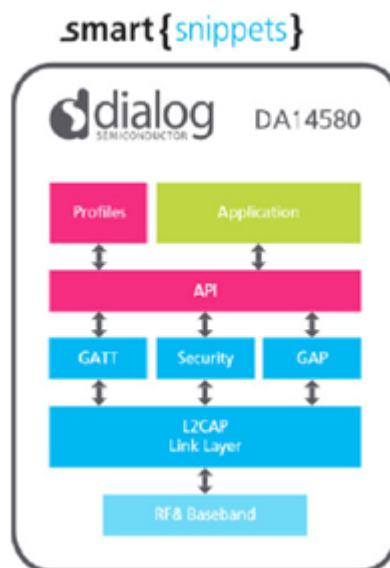 .smart{snippets}
dialog DA14580
SEMICONDUCTOR
Profiles Application
API
GATT Security GAP
L2CAP
Link Layer
RF& Baseband